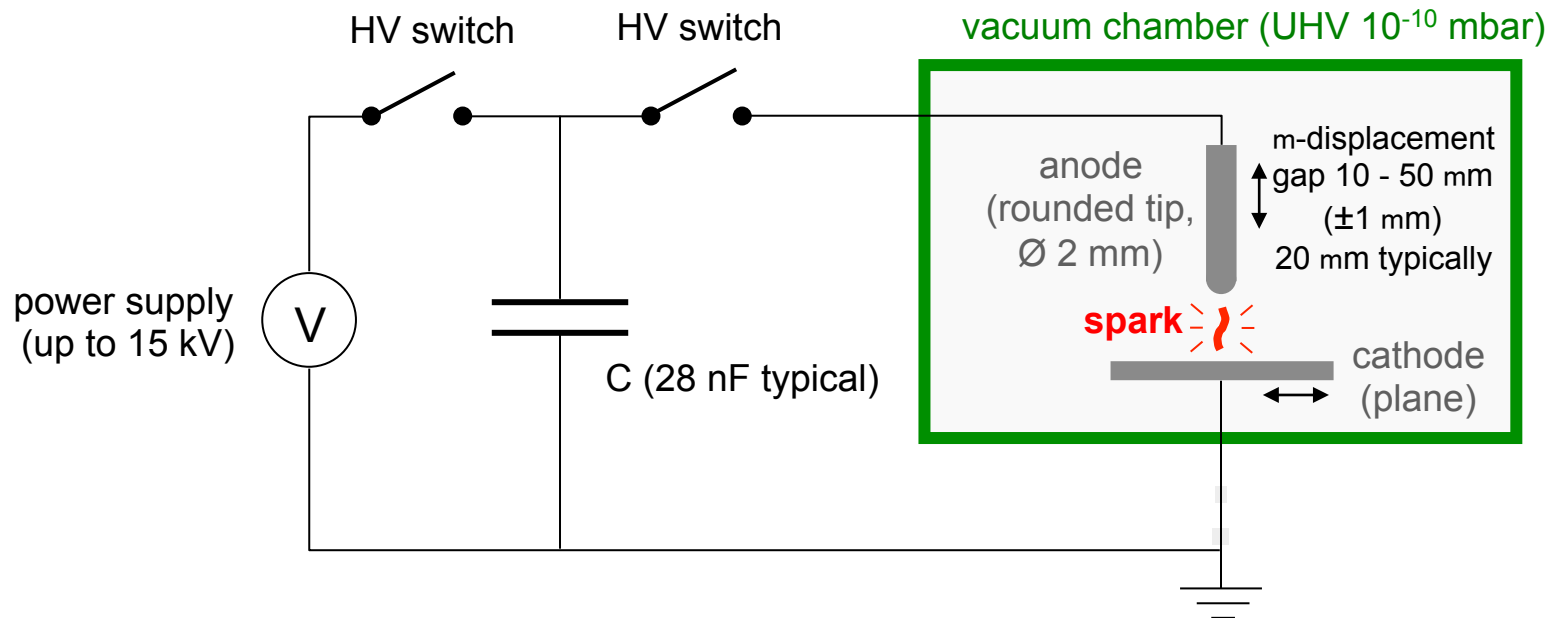 HV switch
HV switch
vacuum chamber (UHV 10⁻¹⁰ mbar)
m-displacement
gap 10 - 50 mm
(±1 mm)
20 mm typically
anode
(rounded tip,
Ø 2 mm)
power supply
(up to 15 kV)
V
spark
C (28 nF typical)
cathode
(plane)